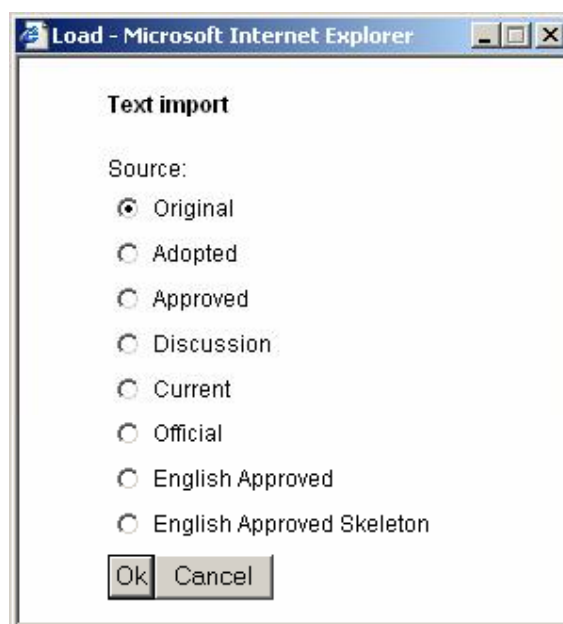 Load - Microsoft Internet Explorer
Text import
Source:
Original
Adopted
Approved
Discussion
Current
Official
English Approved
English Approved Skeleton
Ok Cancel